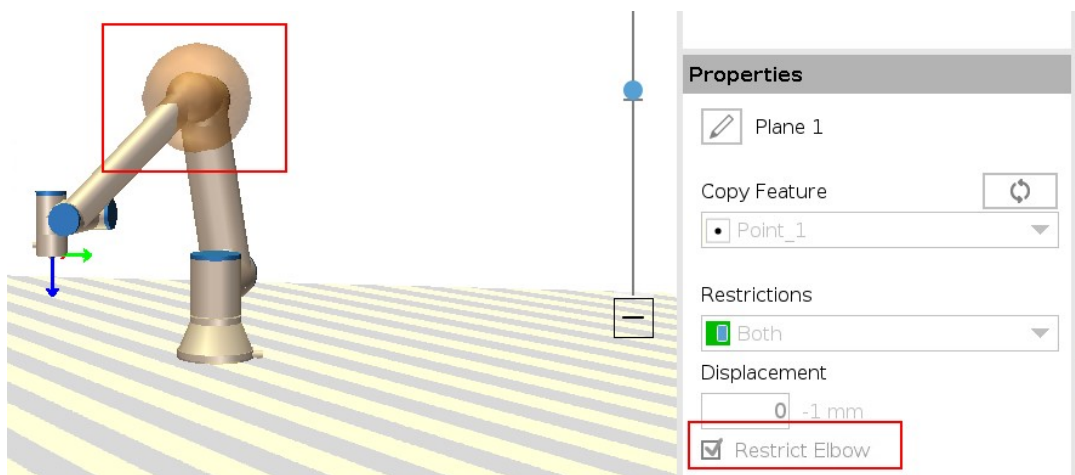 Properties
Plane 1
Copy Feature
Point_1
Restrictions
Both
Displacement
0 -1 mm
Restrict Elbow